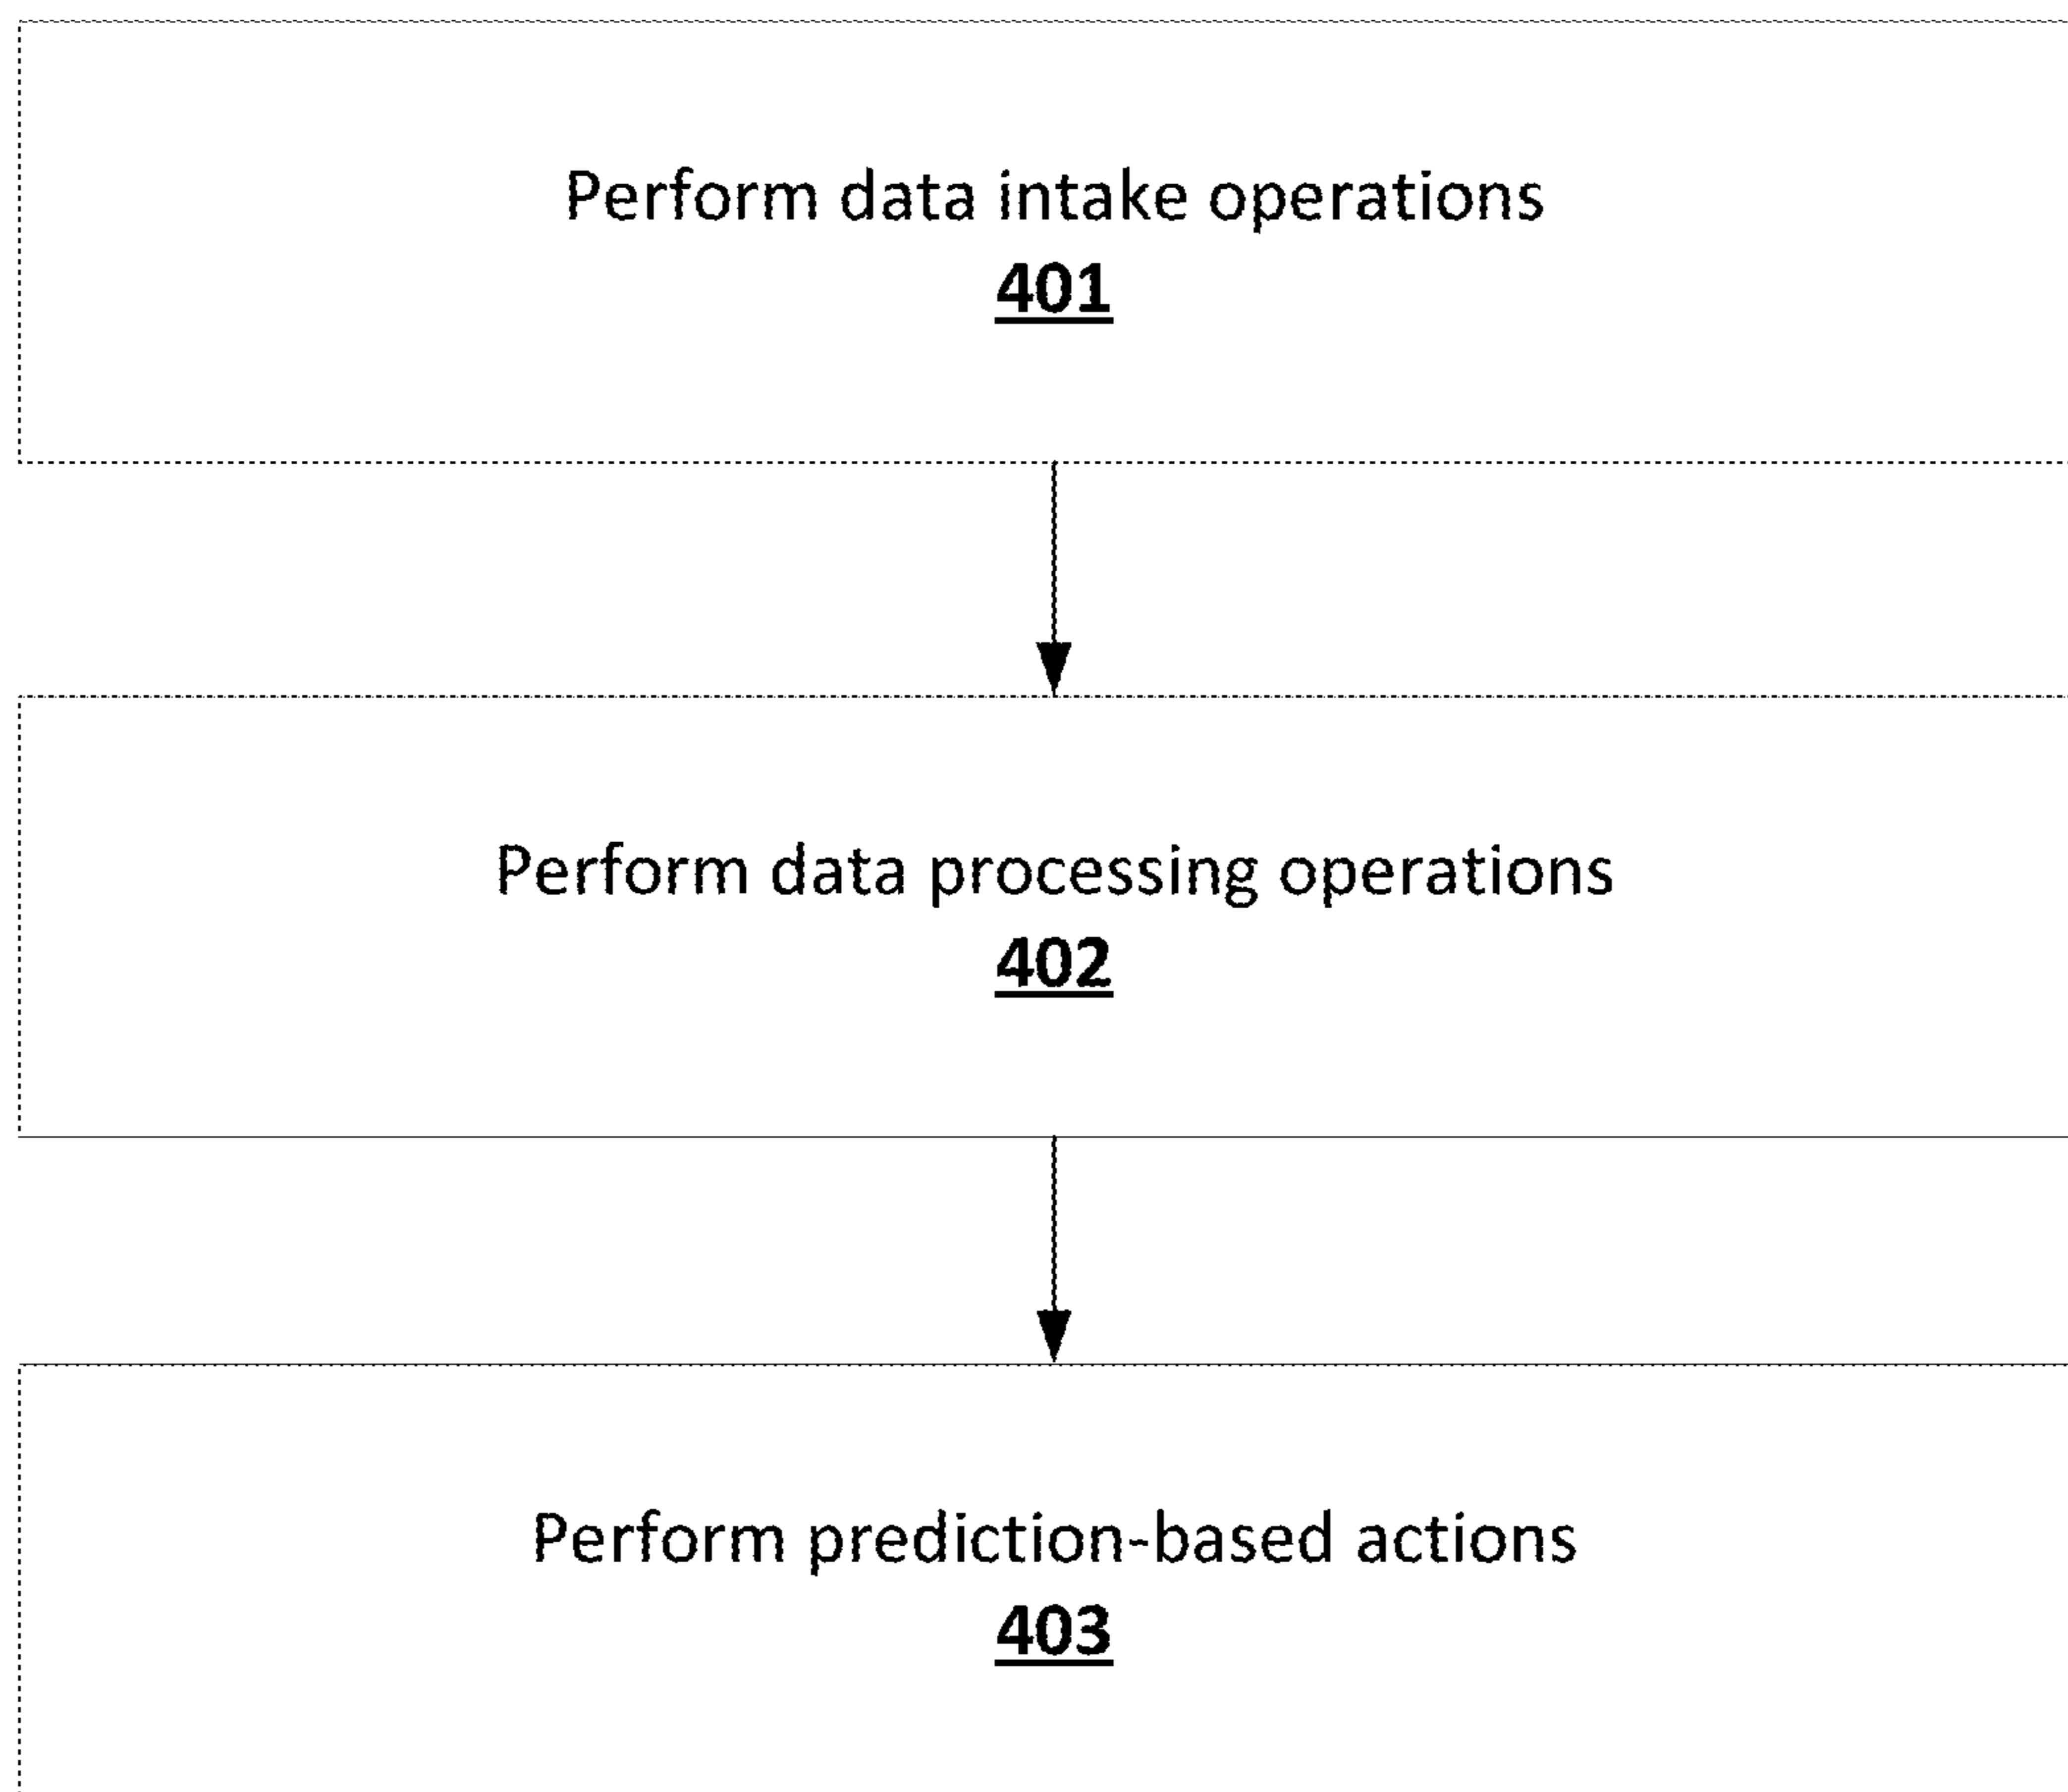 Perform data intake operations
401
Perform data processing operations
402
Perform prediction-based actions
403